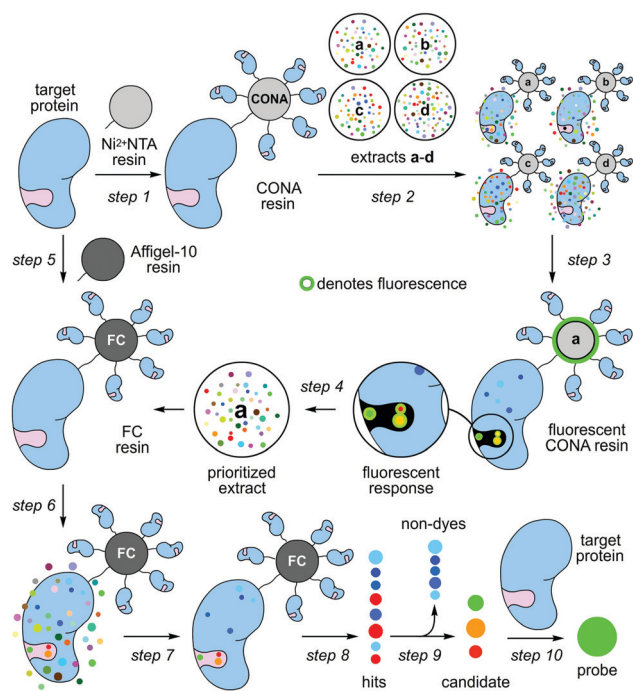 target
protein
Ni²⁺NTA
resin
step 1
CONA
CONA
resin
a
b
c
d
extracts a-d
step 2
a
b
c
d
step 5
Affigel-10
resin
step 3
denotes fluorescence
FC
FC
resin
a
prioritized
extract
step 4
fluorescent
response
a
fluorescent
CONA resin
step 6
FC
step 7
FC
step 8
hits
non-dyes
step 9
candidate
target
protein
step 10
probe